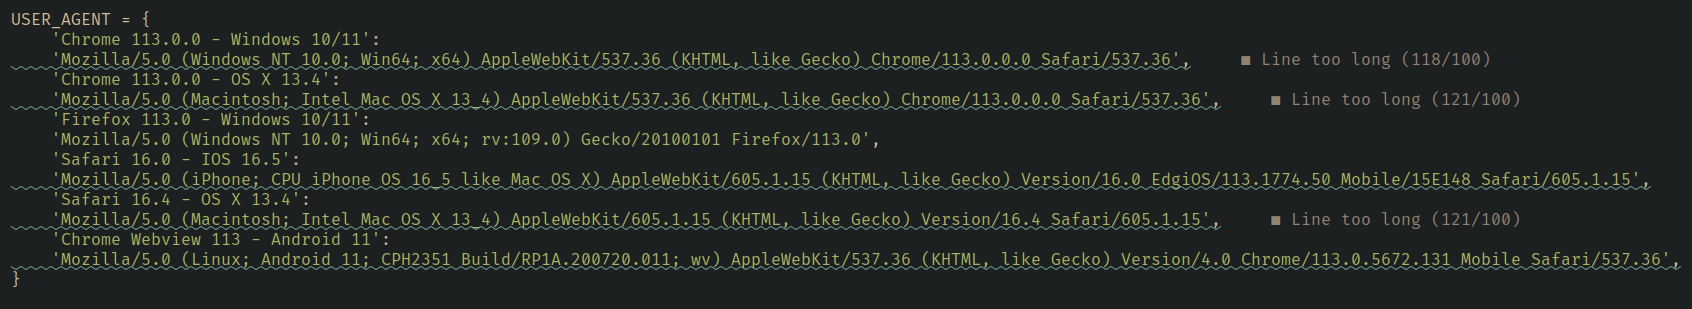 USER_AGENT = {
    'Chrome 113.0.0 - Windows 10/11':
    'Mozilla/5.0 (Windows NT 10.0; Win64; x64) AppleWebKit/537.36 (KHTML, like Gecko) Chrome/113.0.0.0 Safari/537.36', ■ Line too long (118/100)
    'Chrome 113.0.0 - OS X 13.4':
    'Mozilla/5.0 (Macintosh; Intel Mac OS X 13_4) AppleWebKit/537.36 (KHTML, like Gecko) Chrome/113.0.0.0 Safari/537.36', ■ Line too long (121/100)
    'Firefox 113.0 - Windows 10/11':
    'Mozilla/5.0 (Windows NT 10.0; Win64; x64; rv:109.0) Gecko/20100101 Firefox/113.0',
    'Safari 16.0 - IOS 16.5':
    'Mozilla/5.0 (iPhone; CPU iPhone OS 16_5 like Mac OS X) AppleWebKit/605.1.15 (KHTML, like Gecko) Version/16.0 EdgiOS/113.1774.50 Mobile/15E148 Safari/605.1.15',
    'Safari 16.4 - OS X 13.4':
    'Mozilla/5.0 (Macintosh; Intel Mac OS X 13_4) AppleWebKit/605.1.15 (KHTML, like Gecko) Version/16.4 Safari/605.1.15', ■ Line too long (121/100)
    'Chrome Webview 113 - Android 11':
    'Mozilla/5.0 (Linux; Android 11; CPH2351 Build/RP1A.200720.011; wv) AppleWebKit/537.36 (KHTML, like Gecko) Version/4.0 Chrome/113.0.5672.131 Mobile Safari/537.36',
}